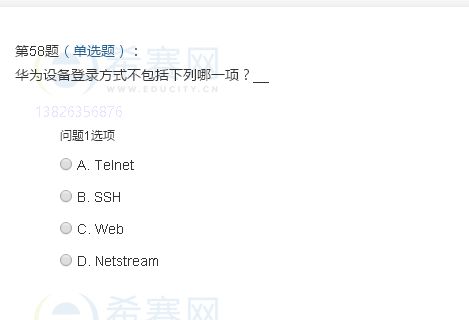 第58题（单选题）：
华为设备登录方式不包括下列哪一项？__
希赛网
WWW.EDUCITY.CN
13826356876
问题1选项
A. Telnet
B. SSH
C. Web
D. Netstream
希赛网